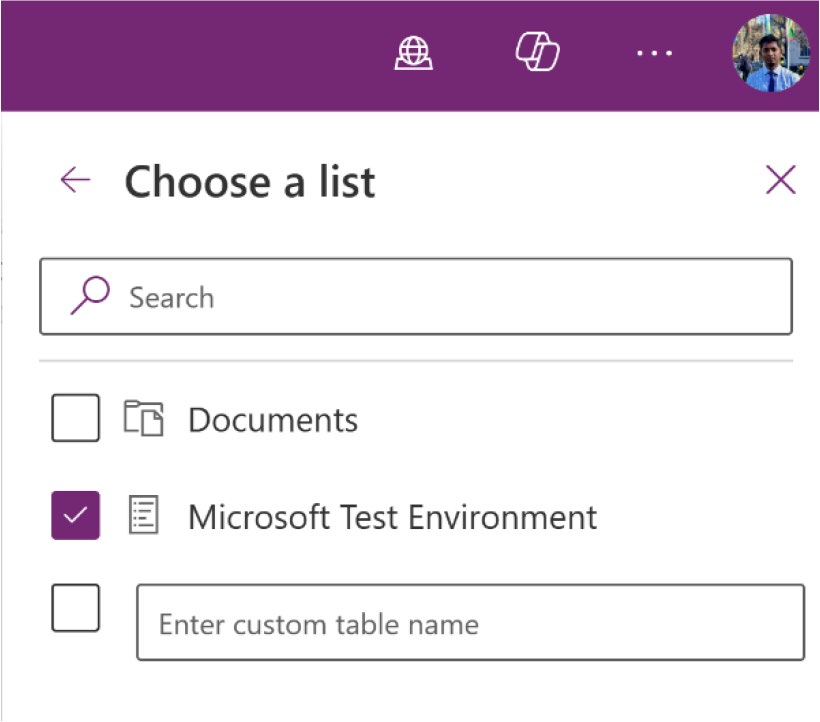 Choose a list
Search
Documents
Microsoft Test Environment
Enter custom table name